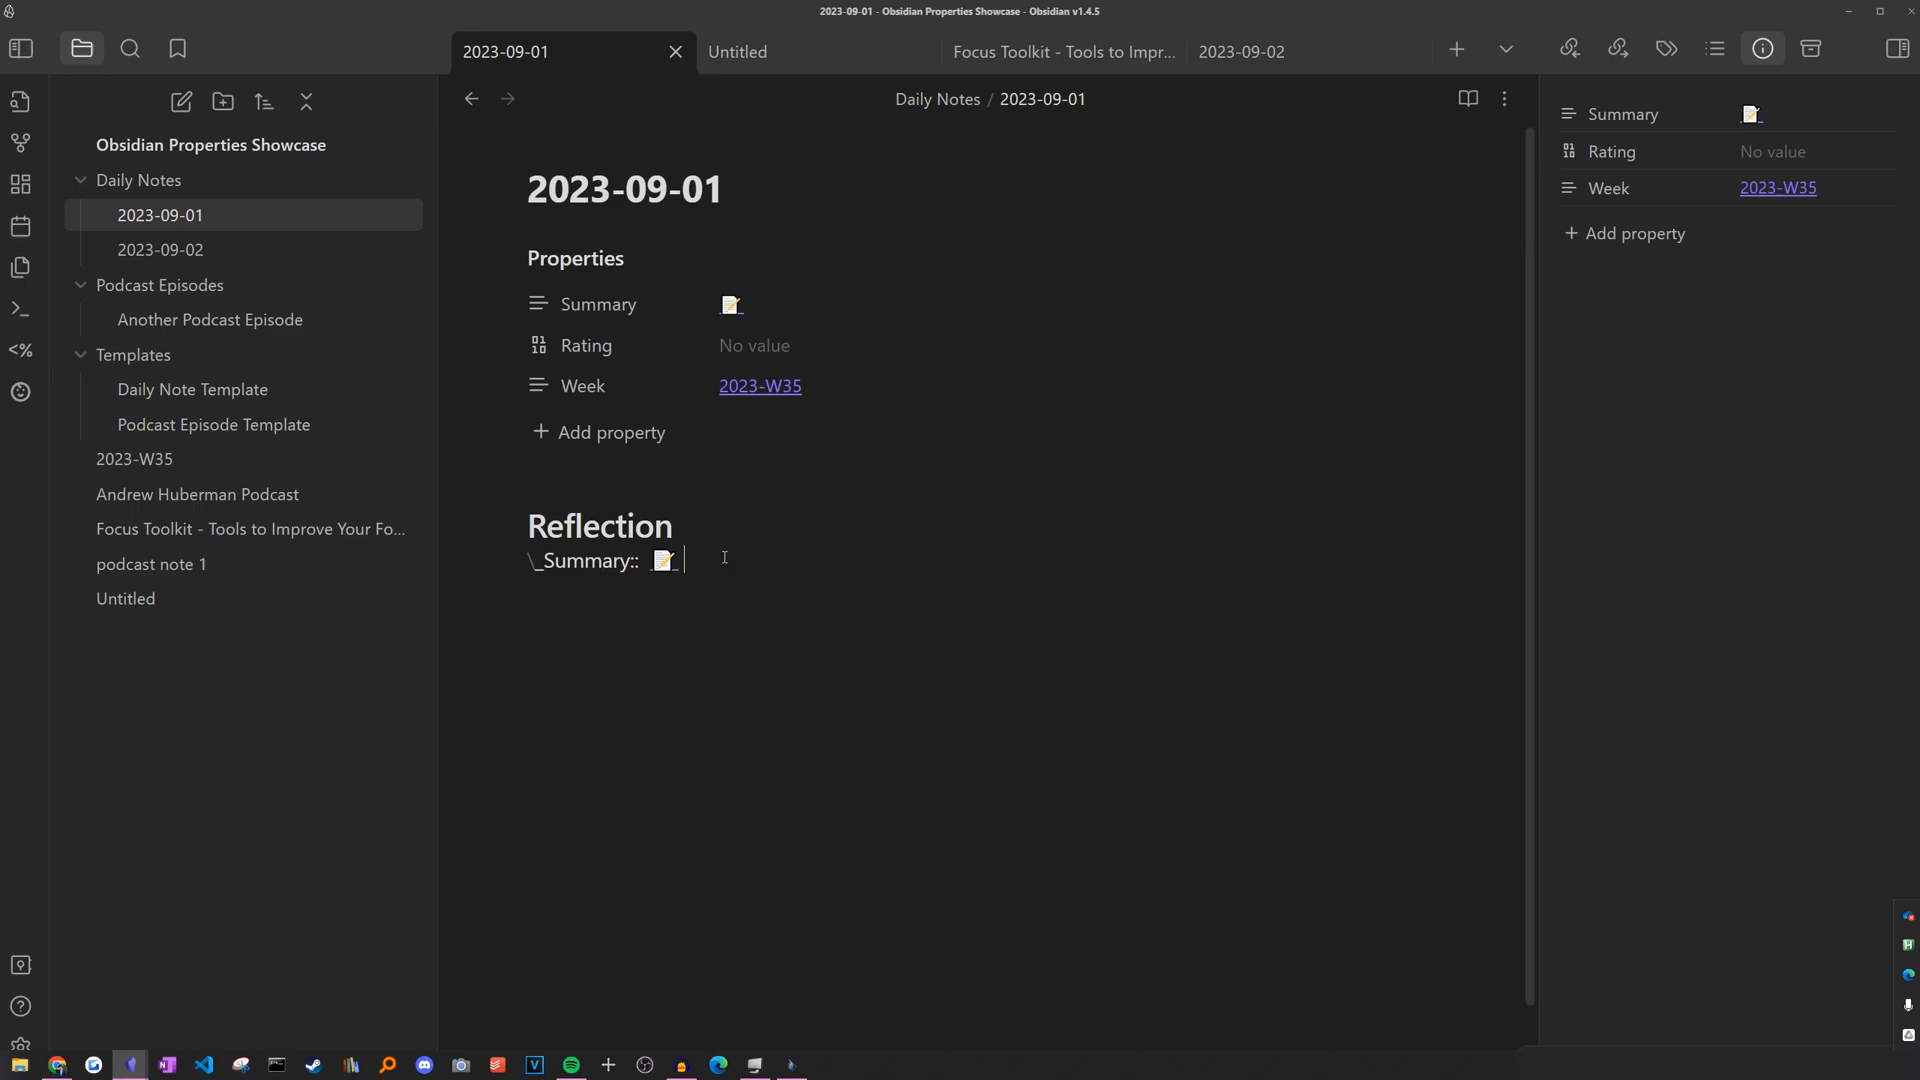 2023-09-01 - Obsidian Properties Showcase - Obsidian v1.4.5
2023-09-01
Untitled
Focus Toolkit - Tools to Impr...
2023-09-02
Daily Notes / 2023-09-01
Obsidian Properties Showcase
Daily Notes
2023-09-01
2023-09-02
Podcast Episodes
Another Podcast Episode
Templates
Daily Note Template
Podcast Episode Template
2023-W35
Andrew Huberman Podcast
Focus Toolkit - Tools to Improve Your Fo...
podcast note 1
Untitled
2023-09-01
Properties
Summary 📝
Rating No value
Week 2023-W35
+ Add property
Reflection
\_Summary:: 📝
Summary 📝
Rating No value
Week 2023-W35
+ Add property